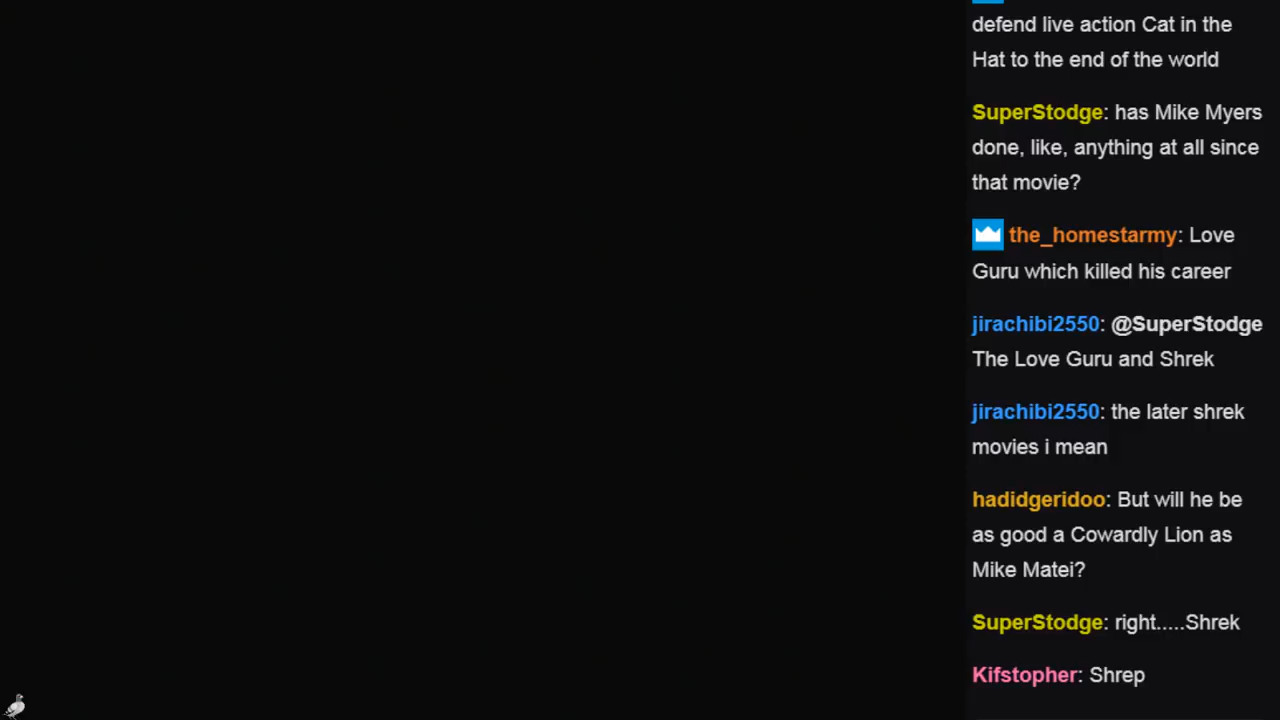 defend live action Cat in the
Hat to the end of the world
SuperStodge: has Mike Myers
done, like, anything at all since
that movie?
the_homestarmy: Love
Guru which killed his career
jirachibi2550: @SuperStodge
The Love Guru and Shrek
jirachibi2550: the later shrek
movies i mean
hadidgeridoo: But will he be
as good a Cowardly Lion as
Mike Matei?
SuperStodge: right.....Shrek
Kifstopher: Shrep